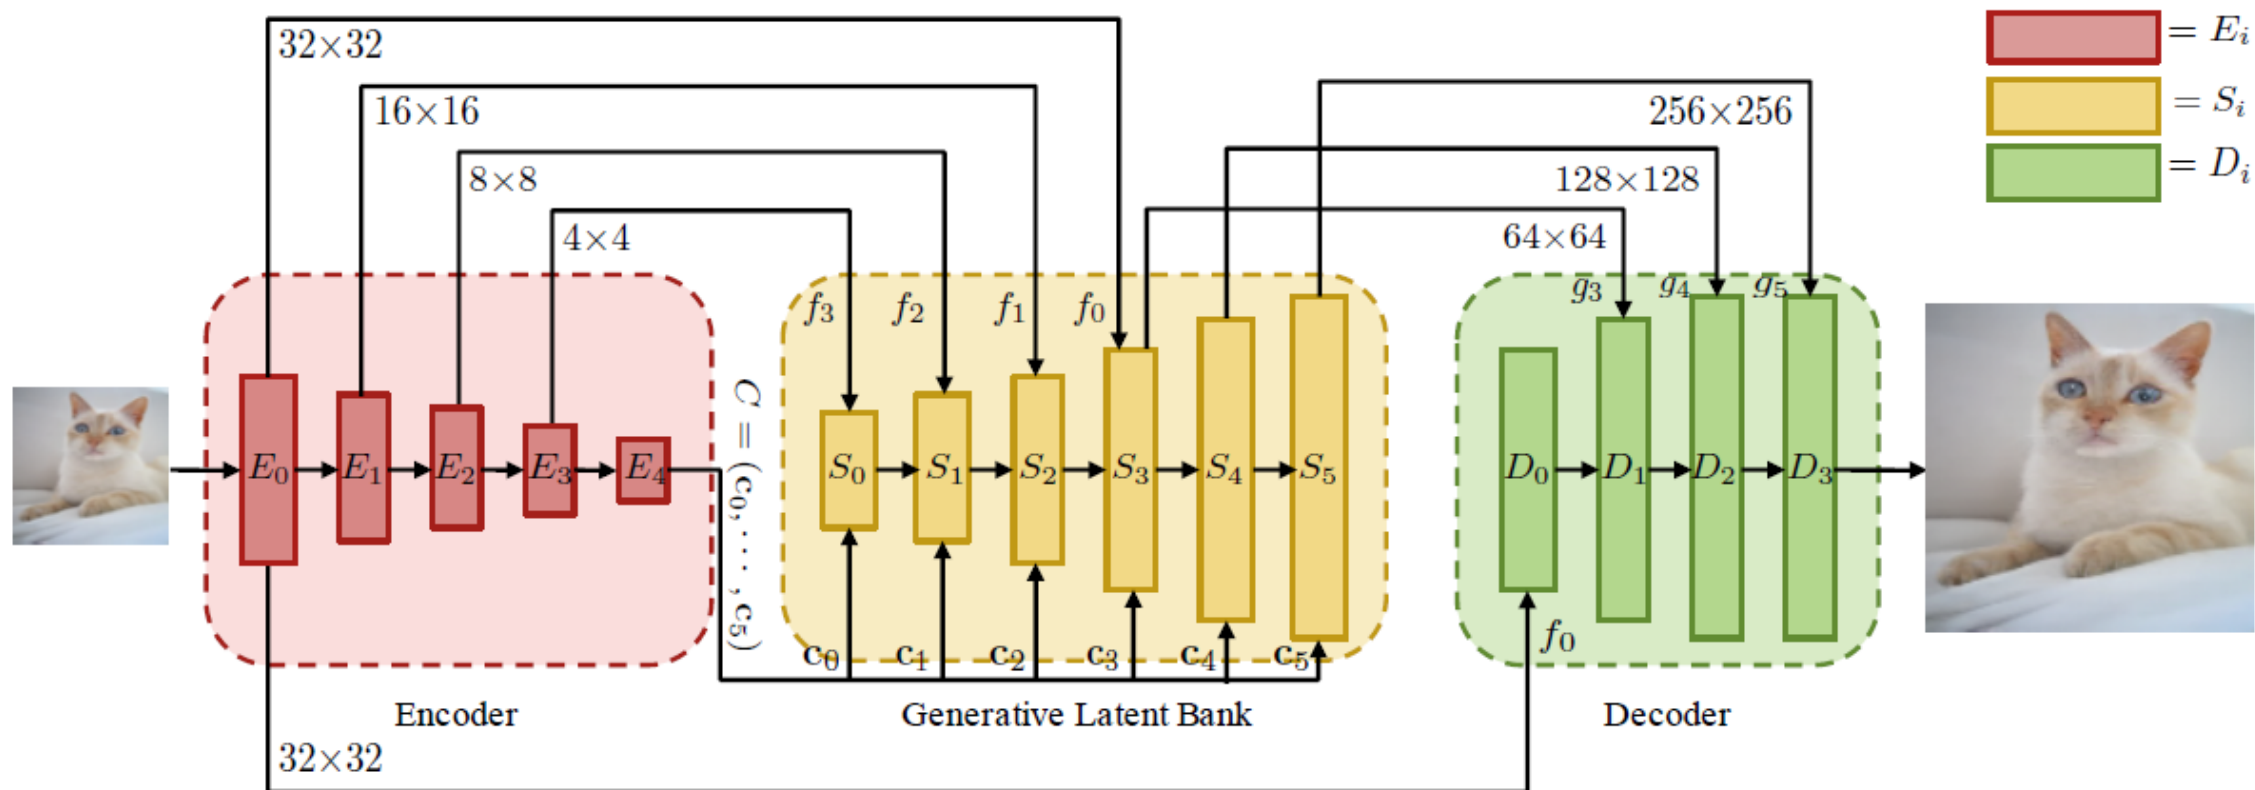 32×32
16×16
8×8
4×4
256×256
128×128
64×64
= E_i
= S_i
= D_i
f_3 f_2 f_1 f_0
g_3 g_4 g_5
E_0 E_1 E_2 E_3 E_4
C = (c_0, ⋯ , c_5)
S_0 S_1 S_2 S_3 S_4 S_5
D_0 D_1 D_2 D_3
c_0 c_1 c_2 c_3 c_4 c_5
f_0
Encoder
Generative Latent Bank
Decoder
32×32